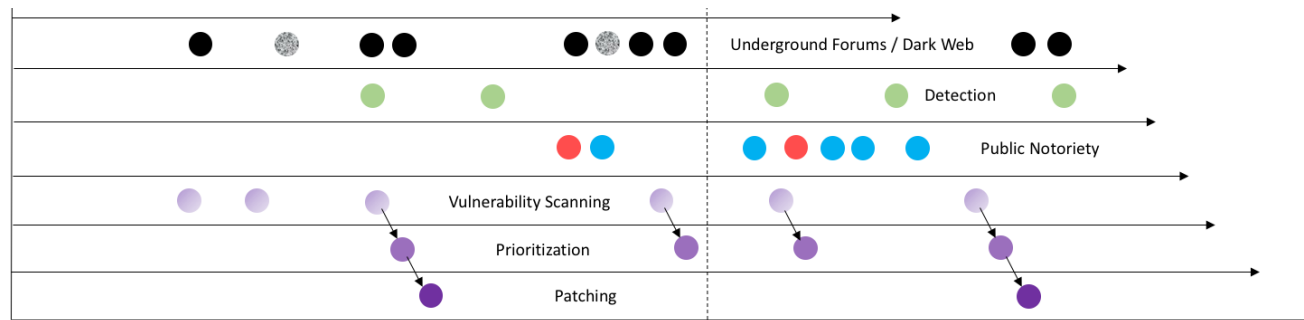 Underground Forums / Dark Web
Detection
Public Notoriety
Vulnerability Scanning
Prioritization
Patching